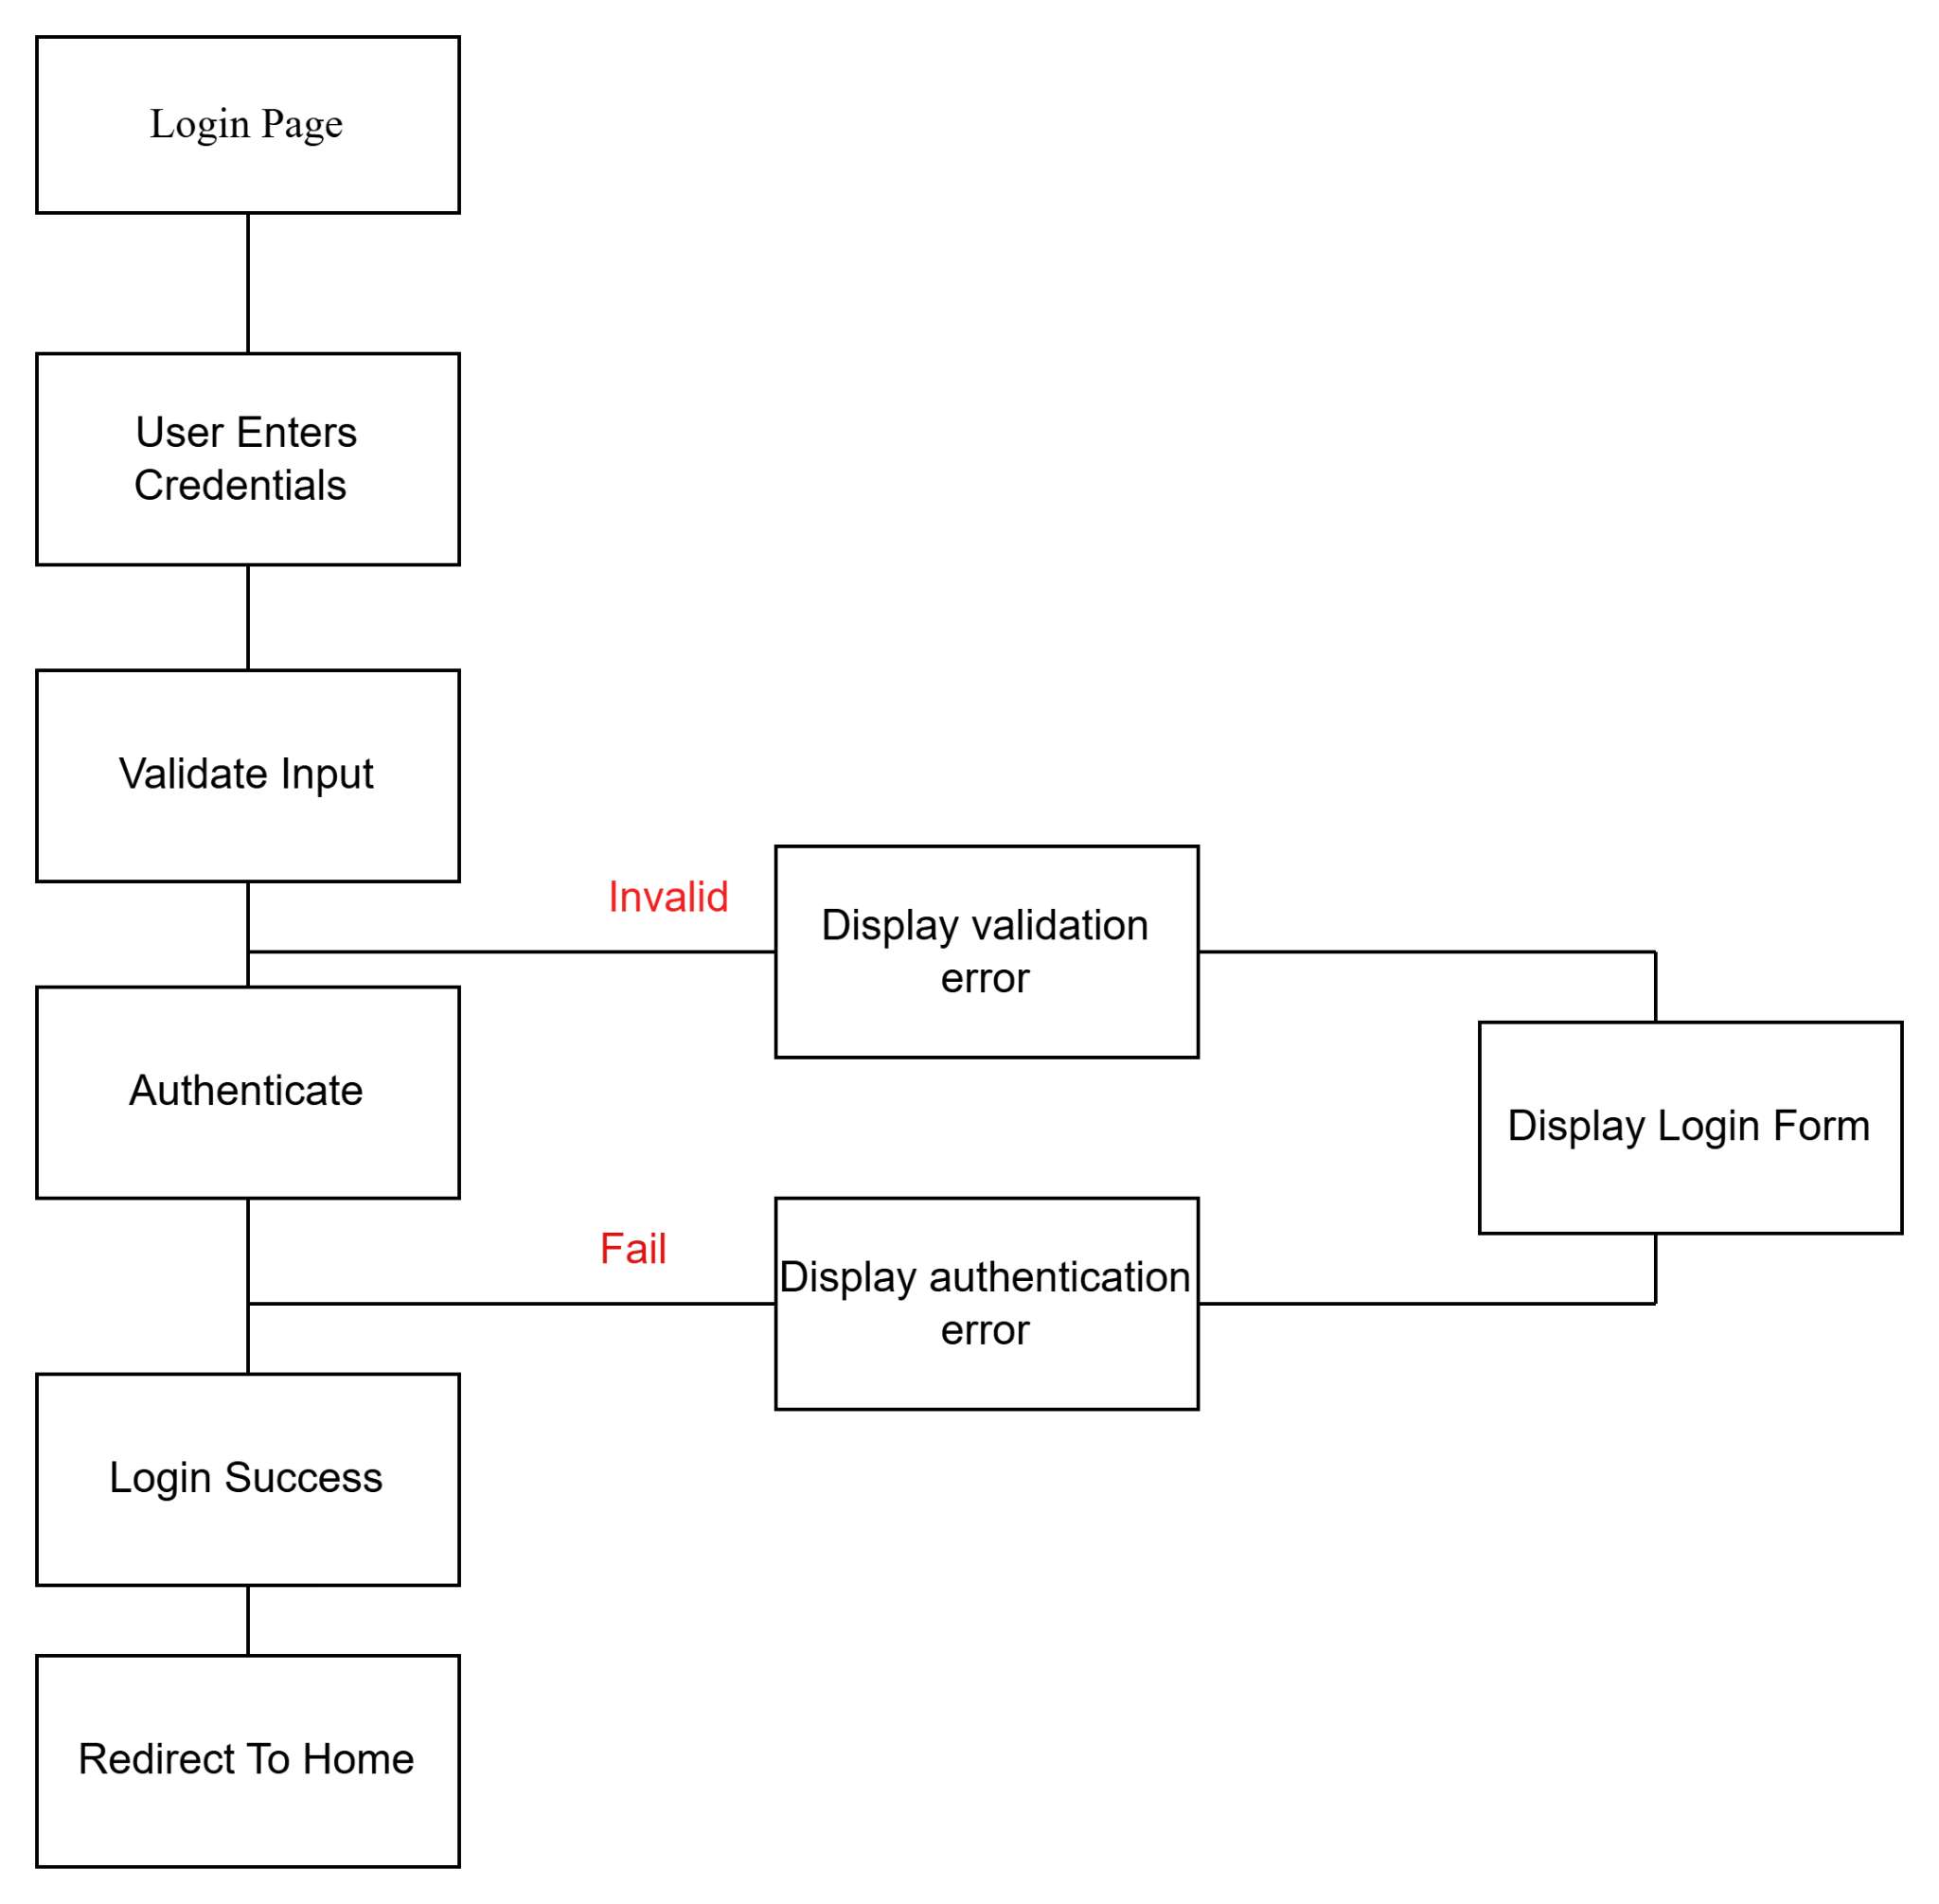 Login Page
User Enters
Credentials
Validate Input
Invalid
Display validation
error
Authenticate
Display Login Form
Fail
Display authentication
error
Login Success
Redirect To Home